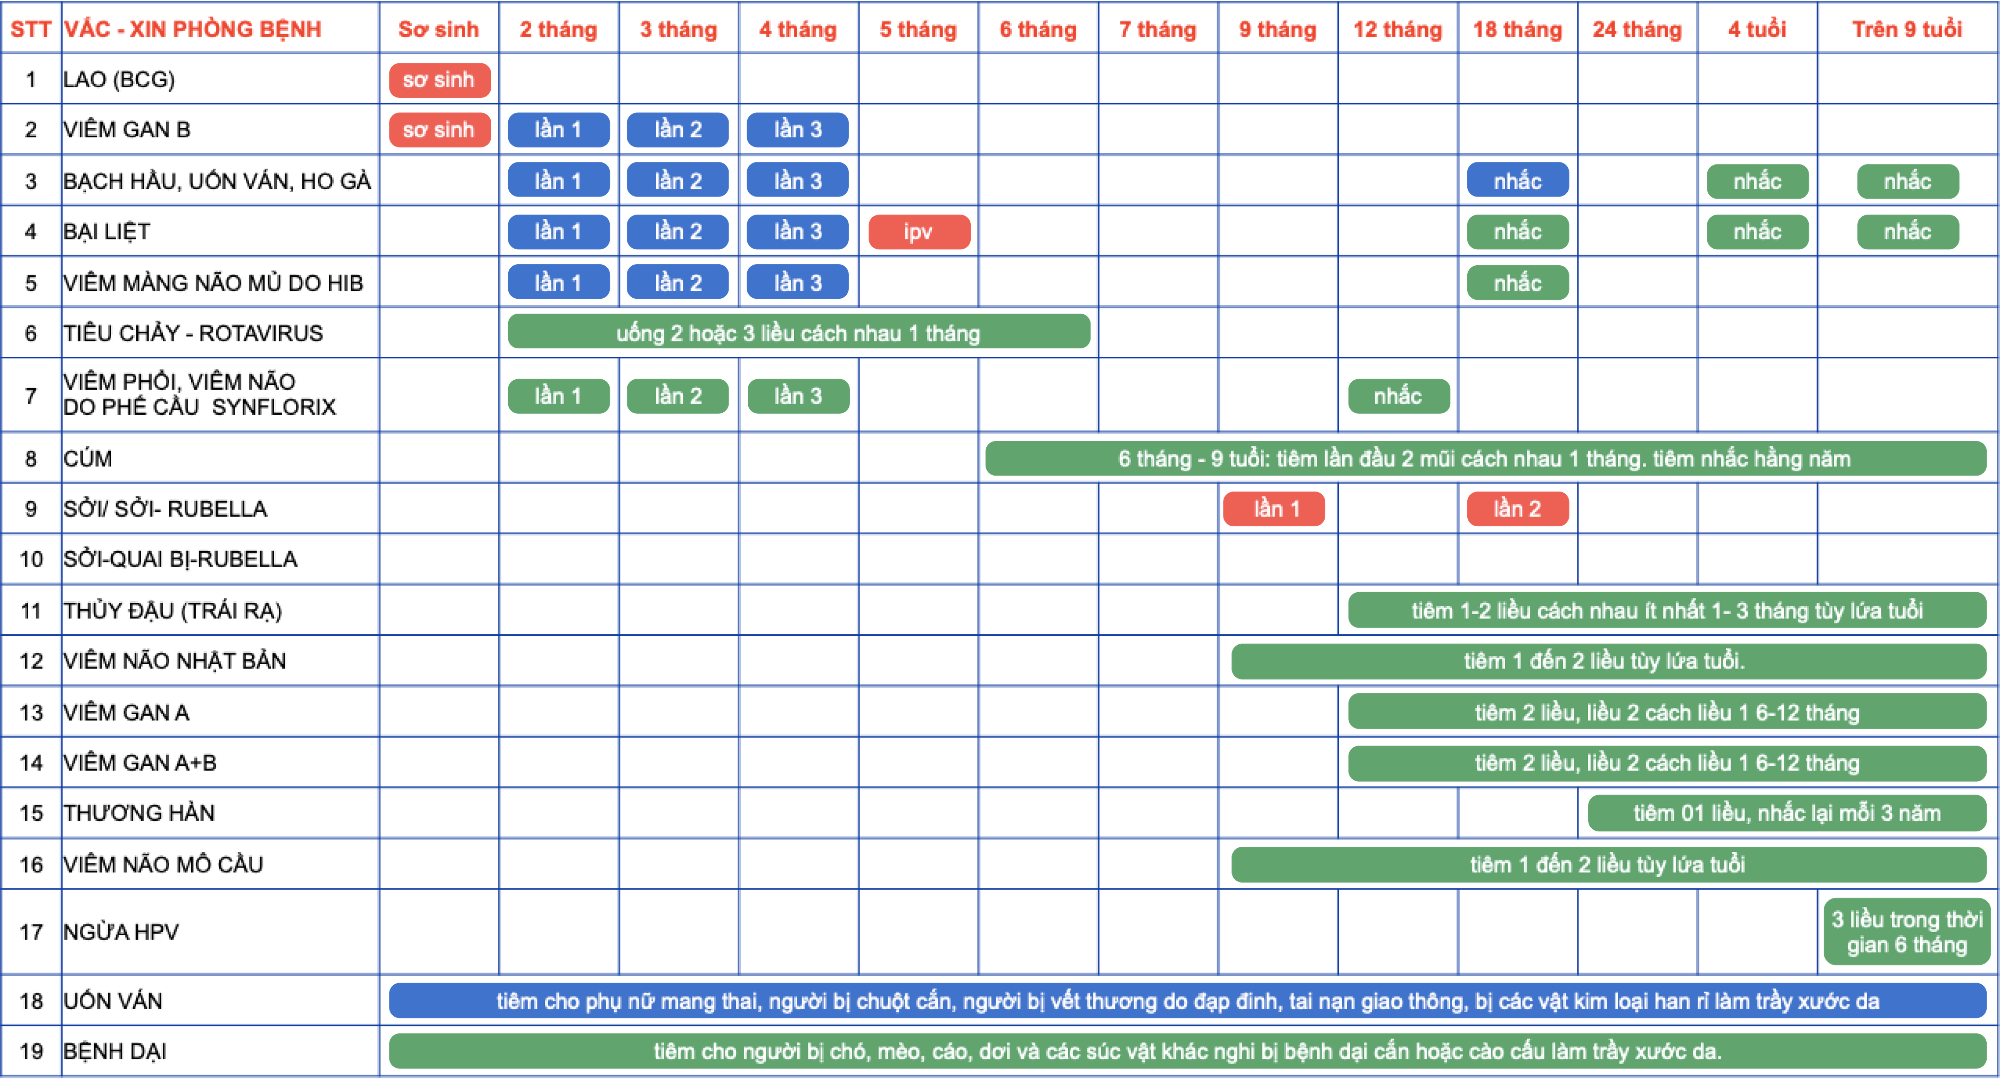 STT VẮC - XIN PHÒNG BỆNH Sơ sinh 2 tháng 3 tháng 4 tháng 5 tháng 6 tháng 7 tháng 9 tháng 12 tháng 18 tháng 24 tháng 4 tuổi Trên 9 tuổi
1 LAO (BCG) sơ sinh
2 VIÊM GAN B sơ sinh lần 1 lần 2 lần 3
3 BẠCH HẦU, UỐN VÁN, HO GÀ lần 1 lần 2 lần 3 nhắc nhắc nhắc
4 BẠI LIỆT lần 1 lần 2 lần 3 ipv nhắc nhắc nhắc
5 VIÊM MÀNG NÃO MỦ DO HIB lần 1 lần 2 lần 3 nhắc
6 TIÊU CHẢY - ROTAVIRUS uống 2 hoặc 3 liều cách nhau 1 tháng
7 VIÊM PHỔI, VIÊM NÃO
DO PHẾ CẦU SYNFLORIX lần 1 lần 2 lần 3 nhắc
8 CÚM 6 tháng - 9 tuổi: tiêm lần đầu 2 mũi cách nhau 1 tháng. tiêm nhắc hằng năm
9 SỞI/ SỞI- RUBELLA lần 1 lần 2
10 SỞI-QUAI BỊ-RUBELLA
11 THỦY ĐẬU (TRÁI RẠ) tiêm 1-2 liều cách nhau ít nhất 1- 3 tháng tùy lứa tuổi
12 VIÊM NÃO NHẬT BẢN tiêm 1 đến 2 liều tùy lứa tuổi.
13 VIÊM GAN A tiêm 2 liều, liều 2 cách liều 1 6-12 tháng
14 VIÊM GAN A+B tiêm 2 liều, liều 2 cách liều 1 6-12 tháng
15 THƯƠNG HÀN tiêm 01 liều, nhắc lại mỗi 3 năm
16 VIÊM NÃO MÔ CẦU tiêm 1 đến 2 liều tùy lứa tuổi
17 NGỪA HPV 3 liều trong thời
gian 6 tháng
18 UỐN VÁN tiêm cho phụ nữ mang thai, người bị chuột cắn, người bị vết thương do đạp đinh, tai nạn giao thông, bị các vật kim loại han rỉ làm trầy xước da
19 BỆNH DẠI tiêm cho người bị chó, mèo, cáo, dơi và các súc vật khác nghi bị bệnh dại cắn hoặc cào cấu làm trầy xước da.